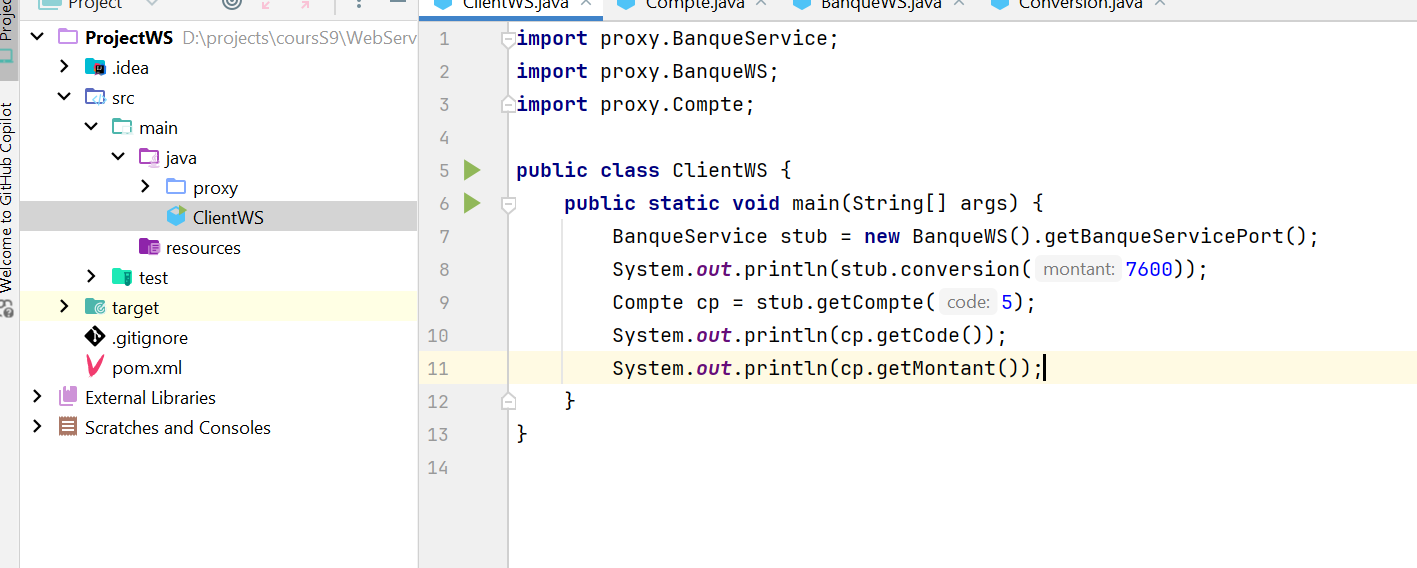 Project
ClientWS.java
Compte.java
BanqueWS.java
Conversion.java
Welcome to GitHub Copilot
ProjectWS D:\projects\coursS9\WebServ
.idea
src
main
java
proxy
ClientWS
resources
test
target
.gitignore
pom.xml
External Libraries
Scratches and Consoles
1 import proxy.BanqueService;
2 import proxy.BanqueWS;
3 import proxy.Compte;
4
5 public class ClientWS {
6 public static void main(String[] args) {
7 BanqueService stub = new BanqueWS().getBanqueServicePort();
8 System.out.println(stub.conversion( montant: 7600));
9 Compte cp = stub.getCompte( code: 5);
10 System.out.println(cp.getCode());
11 System.out.println(cp.getMontant());
12 }
13 }
14